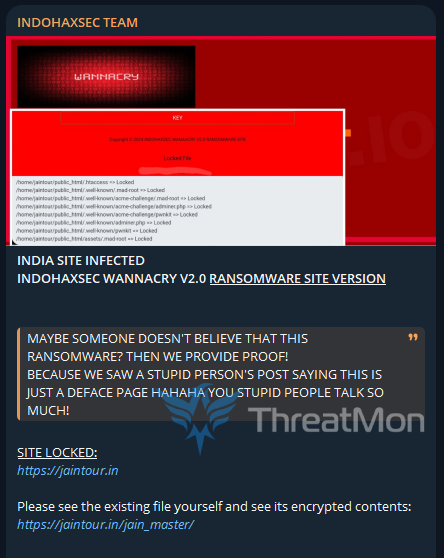 INDOHAXSEC TEAM
WANNACRY
KEY
Copyright © 2024 INDOHAXSEC WANNACRY V2.0 RANSOMWARE SITE
Locked File
/home/jaintour/public_html/.htaccess => Locked
/home/jaintour/public_html/.well-known/.mad-root => Locked
/home/jaintour/public_html/.well-known/acme-challenge/.mad-root => Locked
/home/jaintour/public_html/.well-known/acme-challenge/adminer.php => Locked
/home/jaintour/public_html/.well-known/acme-challenge/pwnkit => Locked
/home/jaintour/public_html/.well-known/adminer.php => Locked
/home/jaintour/public_html/.well-known/pwnkit => Locked
/home/jaintour/public_html/assets/.mad-root => Locked
INDIA SITE INFECTED
INDOHAXSEC WANNACRY V2.0 RANSOMWARE SITE VERSION
MAYBE SOMEONE DOESN'T BELIEVE THAT THIS
RANSOMWARE? THEN WE PROVIDE PROOF!
BECAUSE WE SAW A STUPID PERSON'S POST SAYING THIS IS
JUST A DEFACE PAGE HAHAHA YOU STUPID PEOPLE TALK SO
MUCH!
ThreatMon
SITE LOCKED:
https://jaintour.in
Please see the existing file yourself and see its encrypted contents:
https://jaintour.in/jain_master/